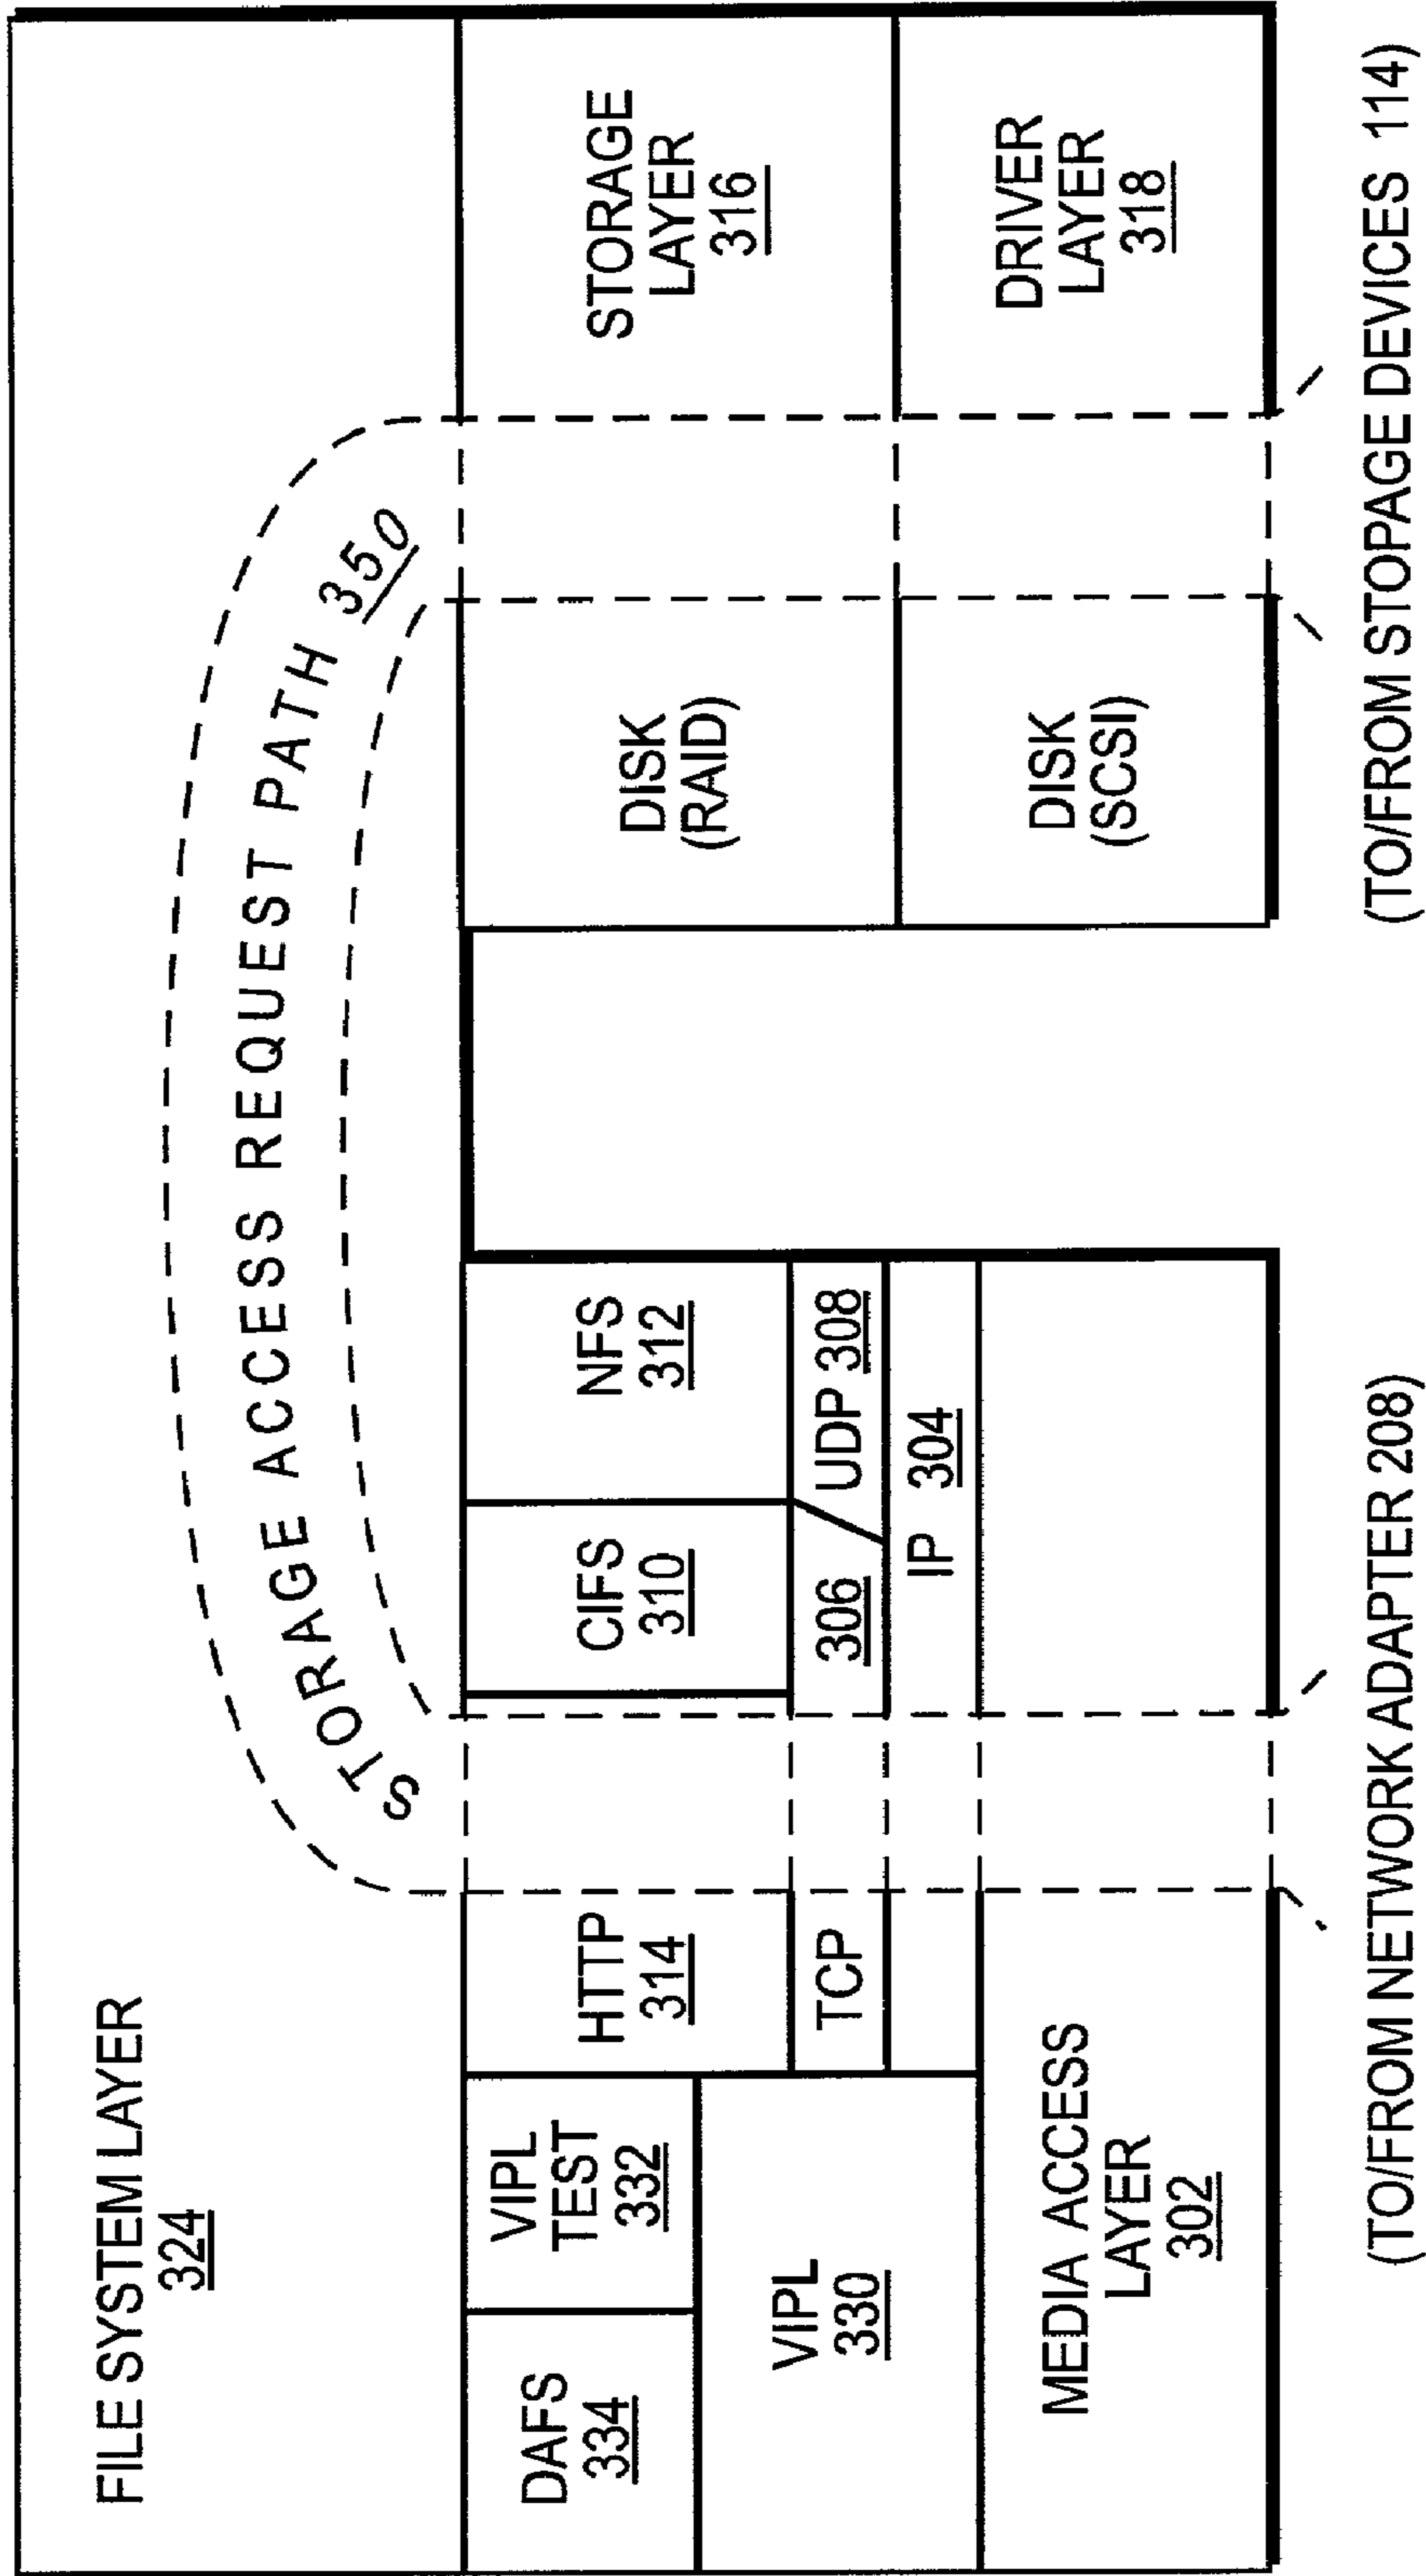 FILE SYSTEM LAYER
324
STORAGE ACCESS REQUEST PATH 350
DAFS
334
VIPL
TEST
332
HTTP
314
CIFS
310
NFS
312
VIPL
330
TCP
306
UDP 308
IP 304
MEDIA ACCESS
LAYER
302
DISK
(RAID)
STORAGE
LAYER
316
DISK
(SCSI)
DRIVER
LAYER
318
(TO/FROM NETWORK ADAPTER 208)
(TO/FROM STOPAGE DEVICES 114)